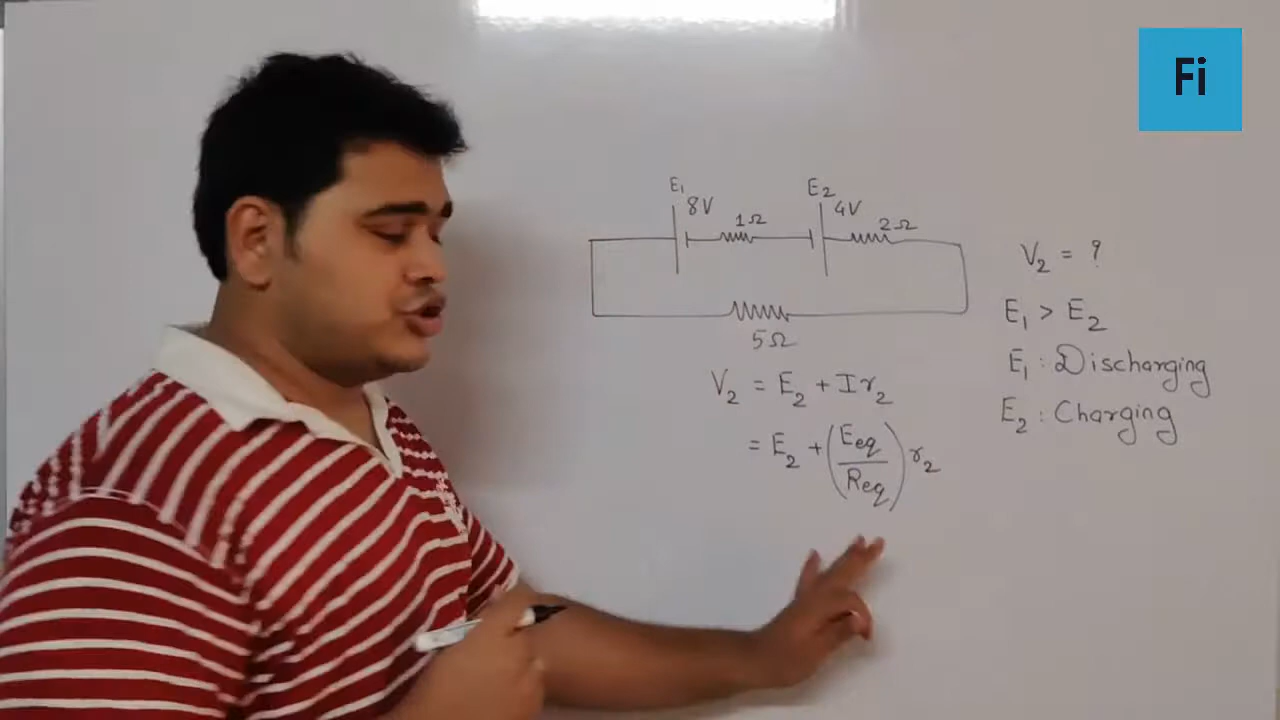 Fi
E₁ E₂
8V 1Ω 4V 2Ω
5Ω
V₂ = ?
E₁ > E₂
E₁ : Discharging
E₂ : Charging
V₂ = E₂ + Ir₂
= E₂ + (Eeq/Req) r₂